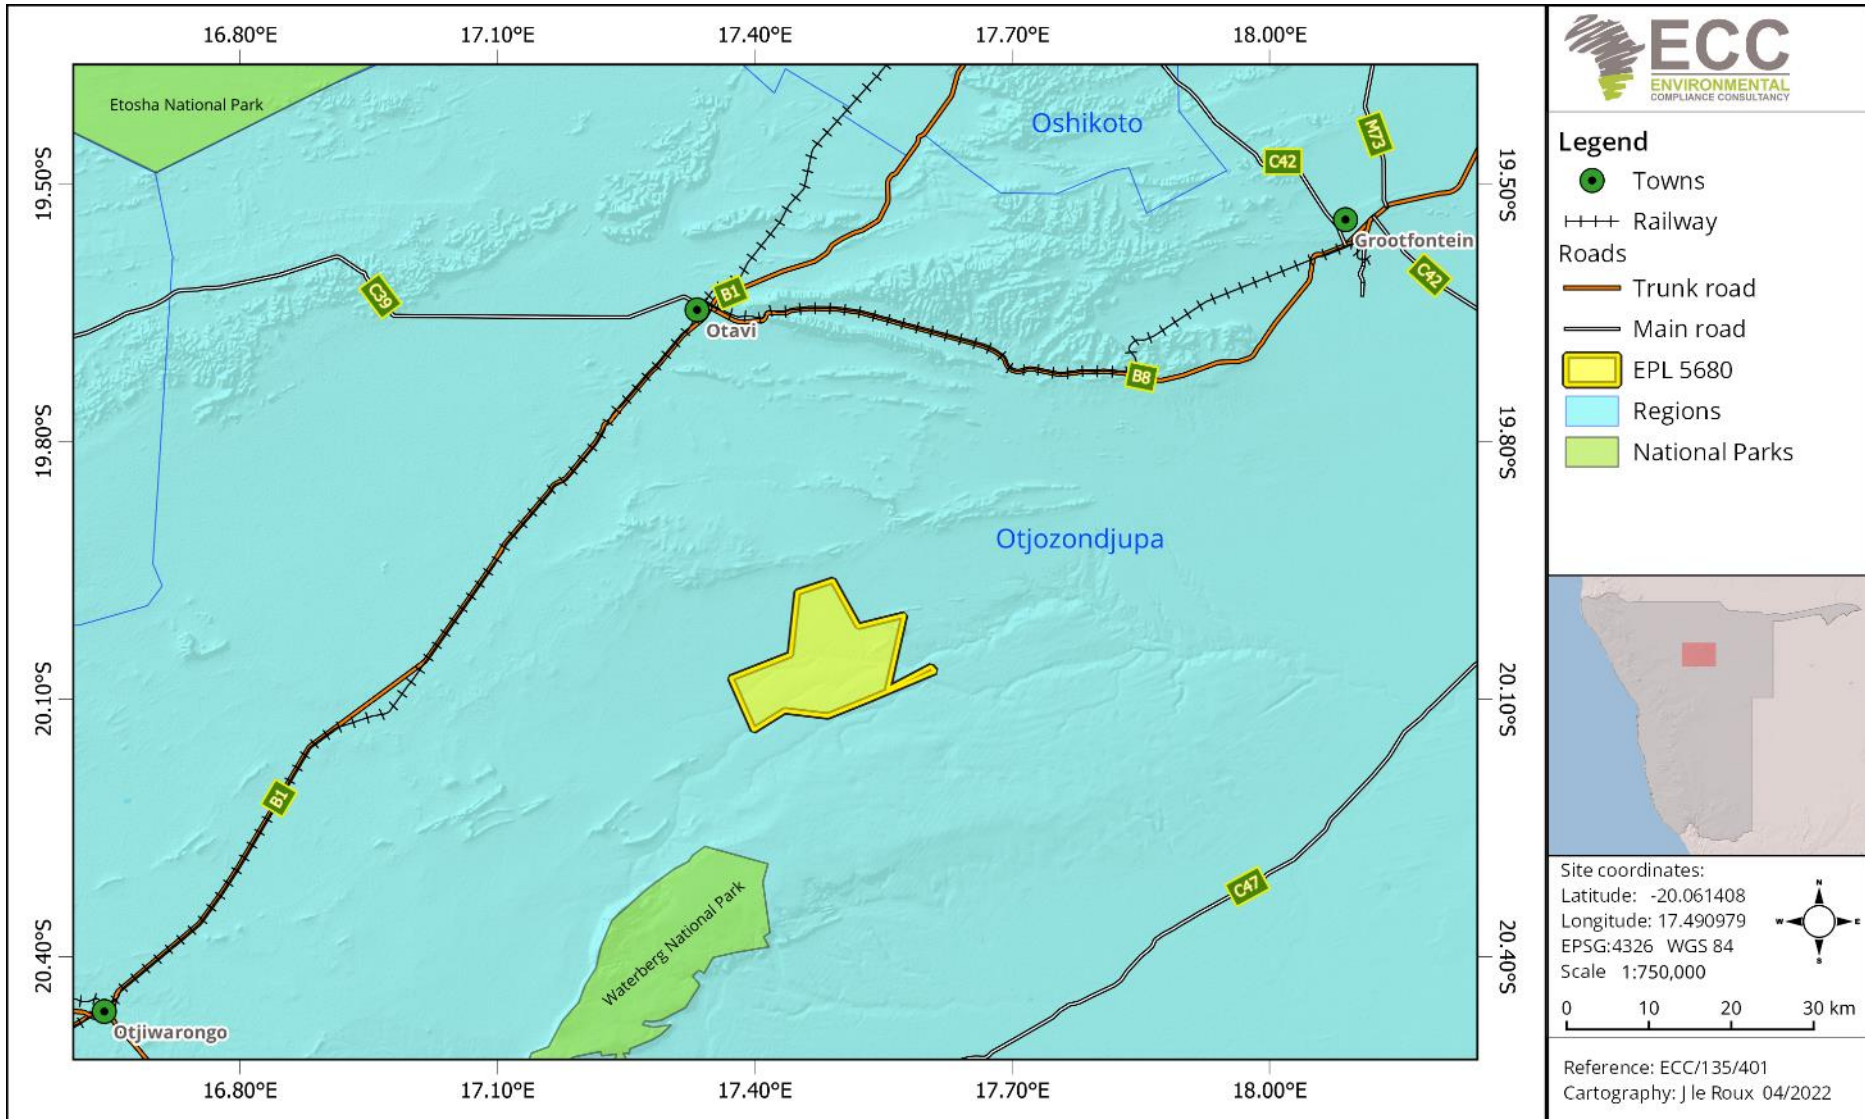 16.80°E
17.10°E
17.40°E
17.70°E
18.00°E
Etosha National Park
Oshikoto
M73
C42
19.50°S
19.50°S
Grootfontein
C42
C39
B1
Otavi
B8
19.80°S
19.80°S
Otjozondjupa
20.10°S
20.10°S
B1
C47
Waterberg National Park
20.40°S
20.40°S
Otjiwarongo
16.80°E
17.10°E
17.40°E
17.70°E
18.00°E
ECC
ENVIRONMENTAL
COMPLIANCE CONSULTANCY
Legend
Towns
Railway
Roads
Trunk road
Main road
EPL 5680
Regions
National Parks
Site coordinates:
Latitude: -20.061408
Longitude: 17.490979
EPSG:4326 WGS 84
Scale 1:750,000
N
W
E
S
0 10 20 30 km
Reference: ECC/135/401
Cartography: J le Roux 04/2022